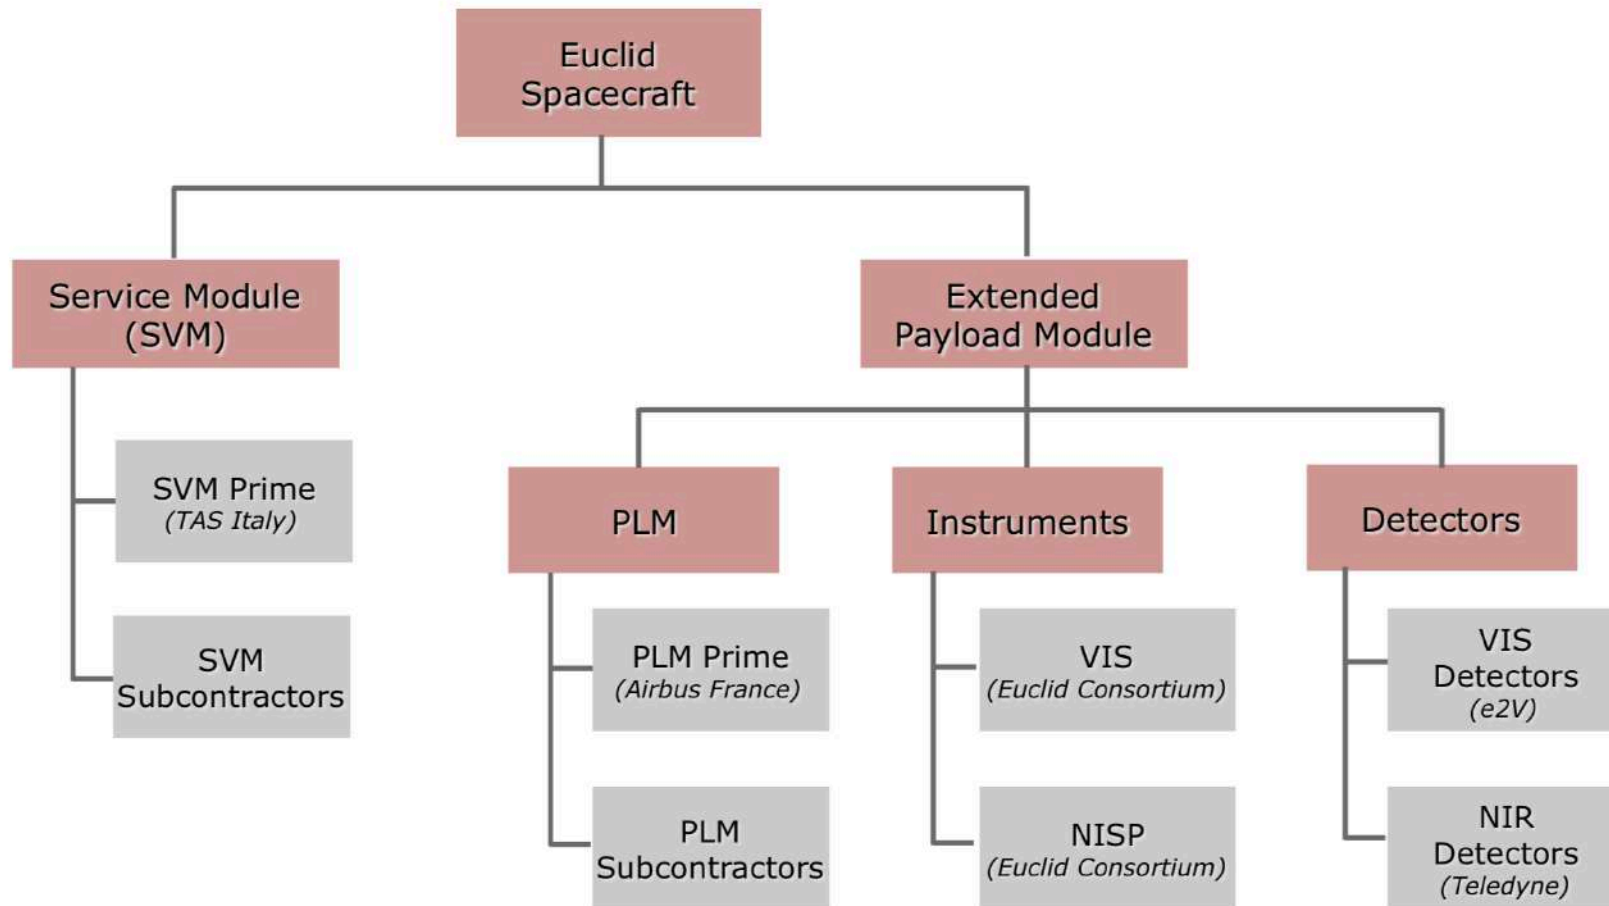 Euclid
Spacecraft
Service Module
(SVM)
Extended
Payload Module
SVM Prime
(TAS Italy)
SVM
Subcontractors
PLM
Instruments
Detectors
PLM Prime
(Airbus France)
PLM
Subcontractors
VIS
(Euclid Consortium)
NISP
(Euclid Consortium)
VIS
Detectors
(e2V)
NIR
Detectors
(Teledyne)